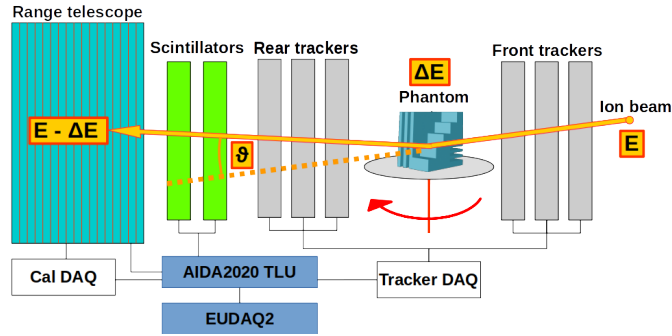 Range telescope
Scintillators
Rear trackers
ΔE
Phantom
Front trackers
Ion beam
E
E - ΔE
ϑ
Cal DAQ
AIDA2020 TLU
Tracker DAQ
EUDAQ2